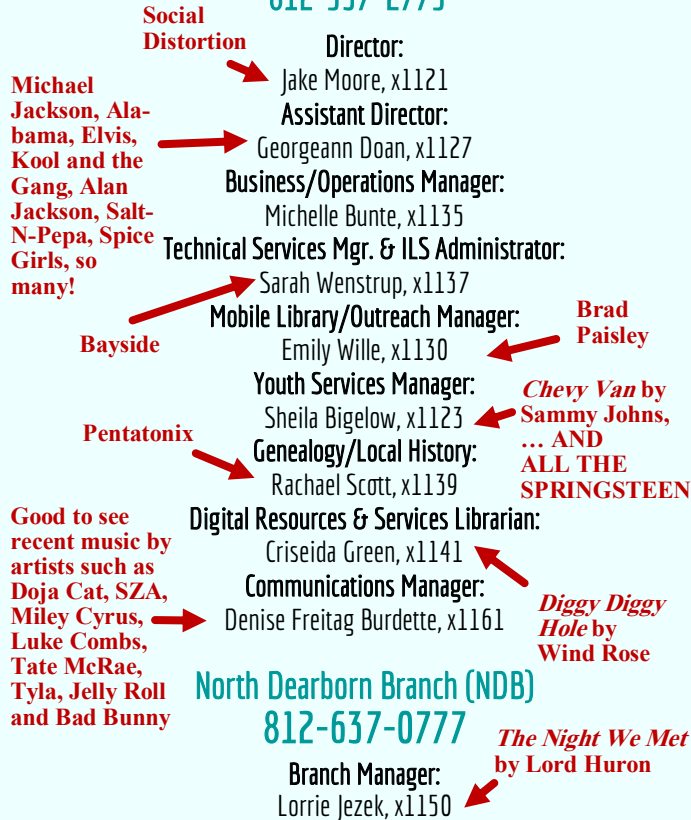 Social
Distortion
Director:
Jake Moore, x1121
Michael
Jackson, Ala-
bama, Elvis,
Kool and the
Gang, Alan
Jackson, Salt-
N-Pepa, Spice
Girls, so
many!
Assistant Director:
Georgeann Doan, x1127
Business/Operations Manager:
Michelle Bunte, x1135
Technical Services Mgr. & ILS Administrator:
Sarah Wenstrup, x1137
Bayside
Mobile Library/Outreach Manager:
Emily Wille, x1130
Brad
Paisley
Youth Services Manager:
Sheila Bigelow, x1123
Chevy Van by
Sammy Johns,
… AND
ALL THE
SPRINGSTEEN
Pentatonix
Genealogy/Local History:
Rachael Scott, x1139
Digital Resources & Services Librarian:
Criseida Green, x1141
Diggy Diggy
Hole by
Wind Rose
Good to see
recent music by
artists such as
Doja Cat, SZA,
Miley Cyrus,
Luke Combs,
Tate McRae,
Tyla, Jelly Roll
and Bad Bunny
Communications Manager:
Denise Freitag Burdette, x1161
North Dearborn Branch (NDB)
812-637-0777
The Night We Met
by Lord Huron
Branch Manager:
Lorrie Jezek, x1150